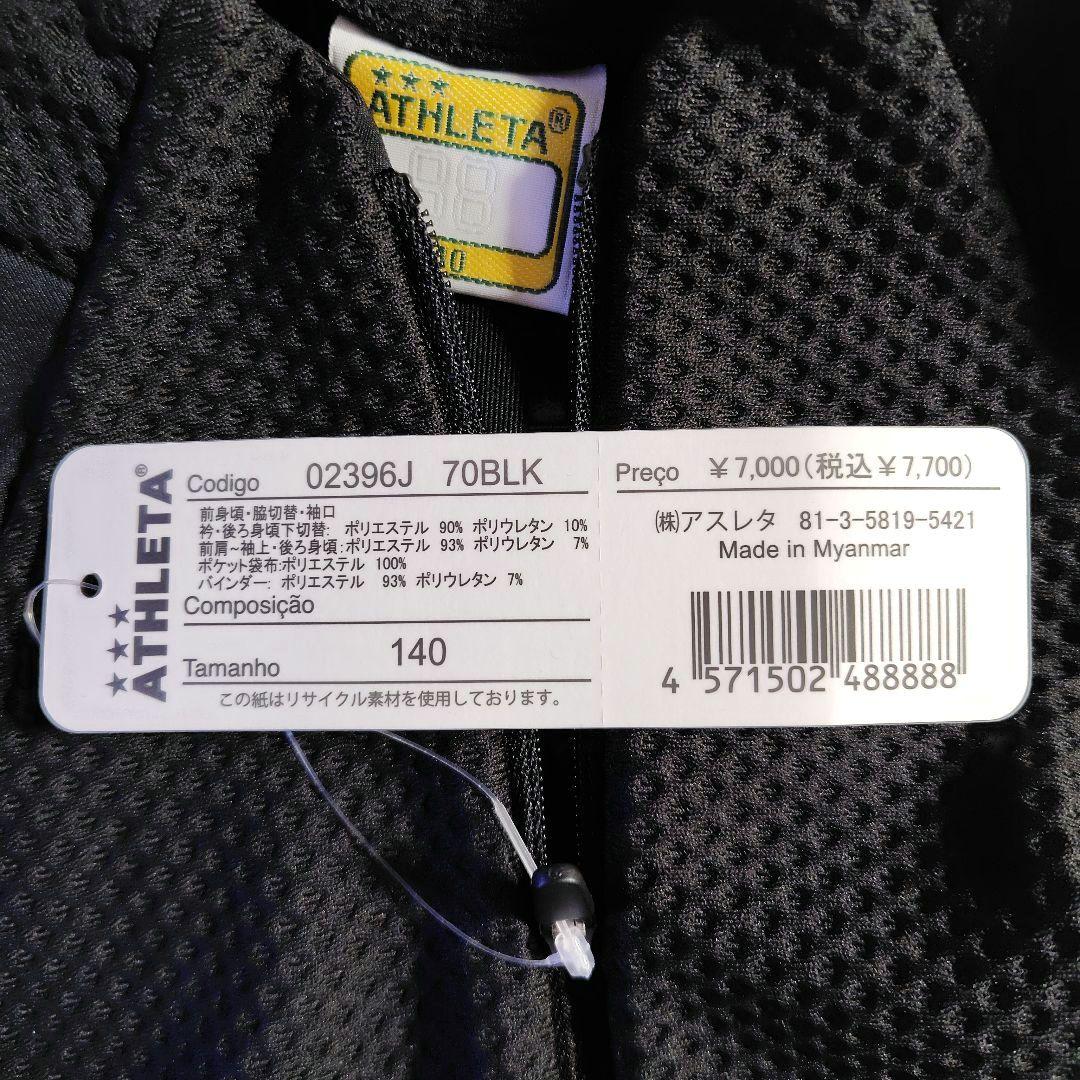 ATHLETA®
88
ATHLETA®
Codigo 02396J 70BLK
前身頃・脇切替・袖口
衿・後ろ身頃下切替: ポリエステル 90% ポリウレタン 10%
前肩~袖上・後ろ身頃:ポリエステル 93% ポリウレタン 7%
ポケット袋布:ポリエステル 100%
バインダー: ポリエステル 93% ポリウレタン 7%
Composição
Tamanho 140
この紙はリサイクル素材を使用しております。
Preço ¥7,000(税込¥7,700)
㈱アスレタ 81-3-5819-5421
Made in Myanmar
4 571502 488888